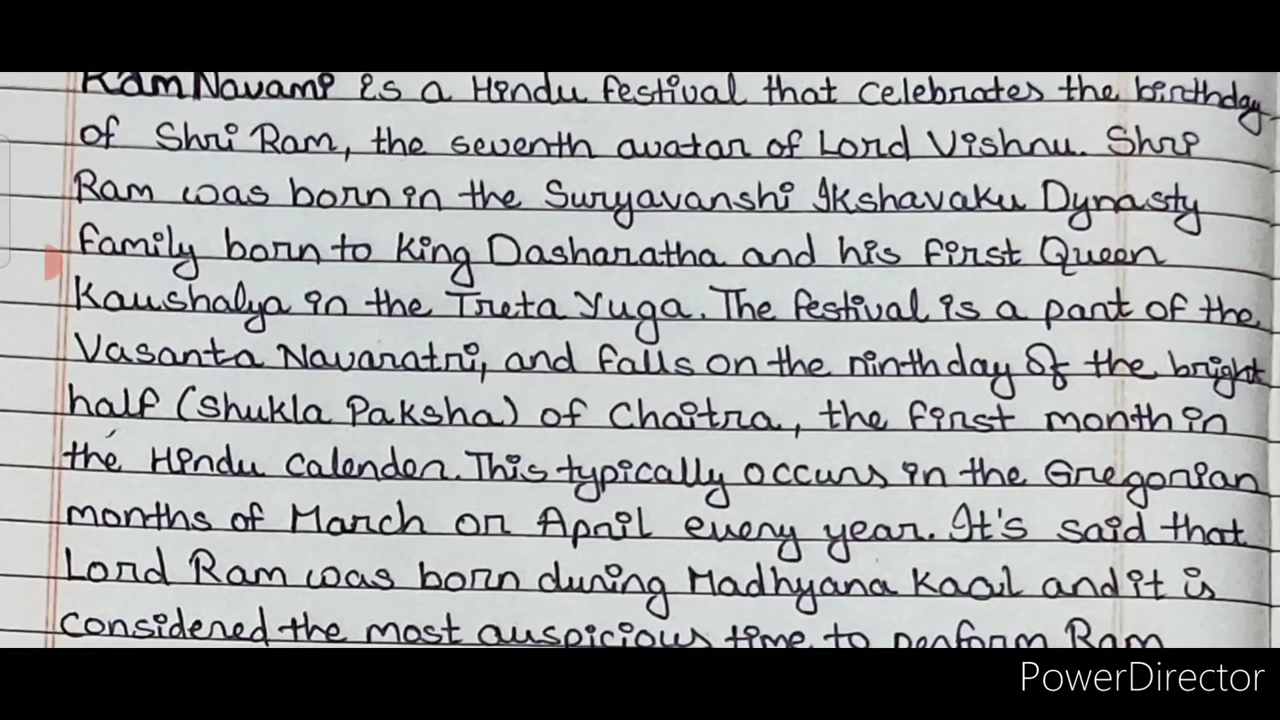 Ram Navami is a Hindu festival that celebrates the birthday
of Shri Ram, the seventh avatar of Lord Vishnu. Shri
Ram was born in the Suryavanshi Ikshavaku Dynasty
family born to King Dasharatha and his first Queen
Kaushalya in the Treta Yuga. The festival is a part of the
Vasanta Navaratri, and falls on the ninth day Of the bright
half (Shukla Paksha) of Chaitra, the first month in
the Hindu calender. This typically occurs in the Gregorian
months of March or April every year. It's said that
Lord Ram was born during Madhyana Kaal and it is
considered the most auspicious time to perform Ram
PowerDirector